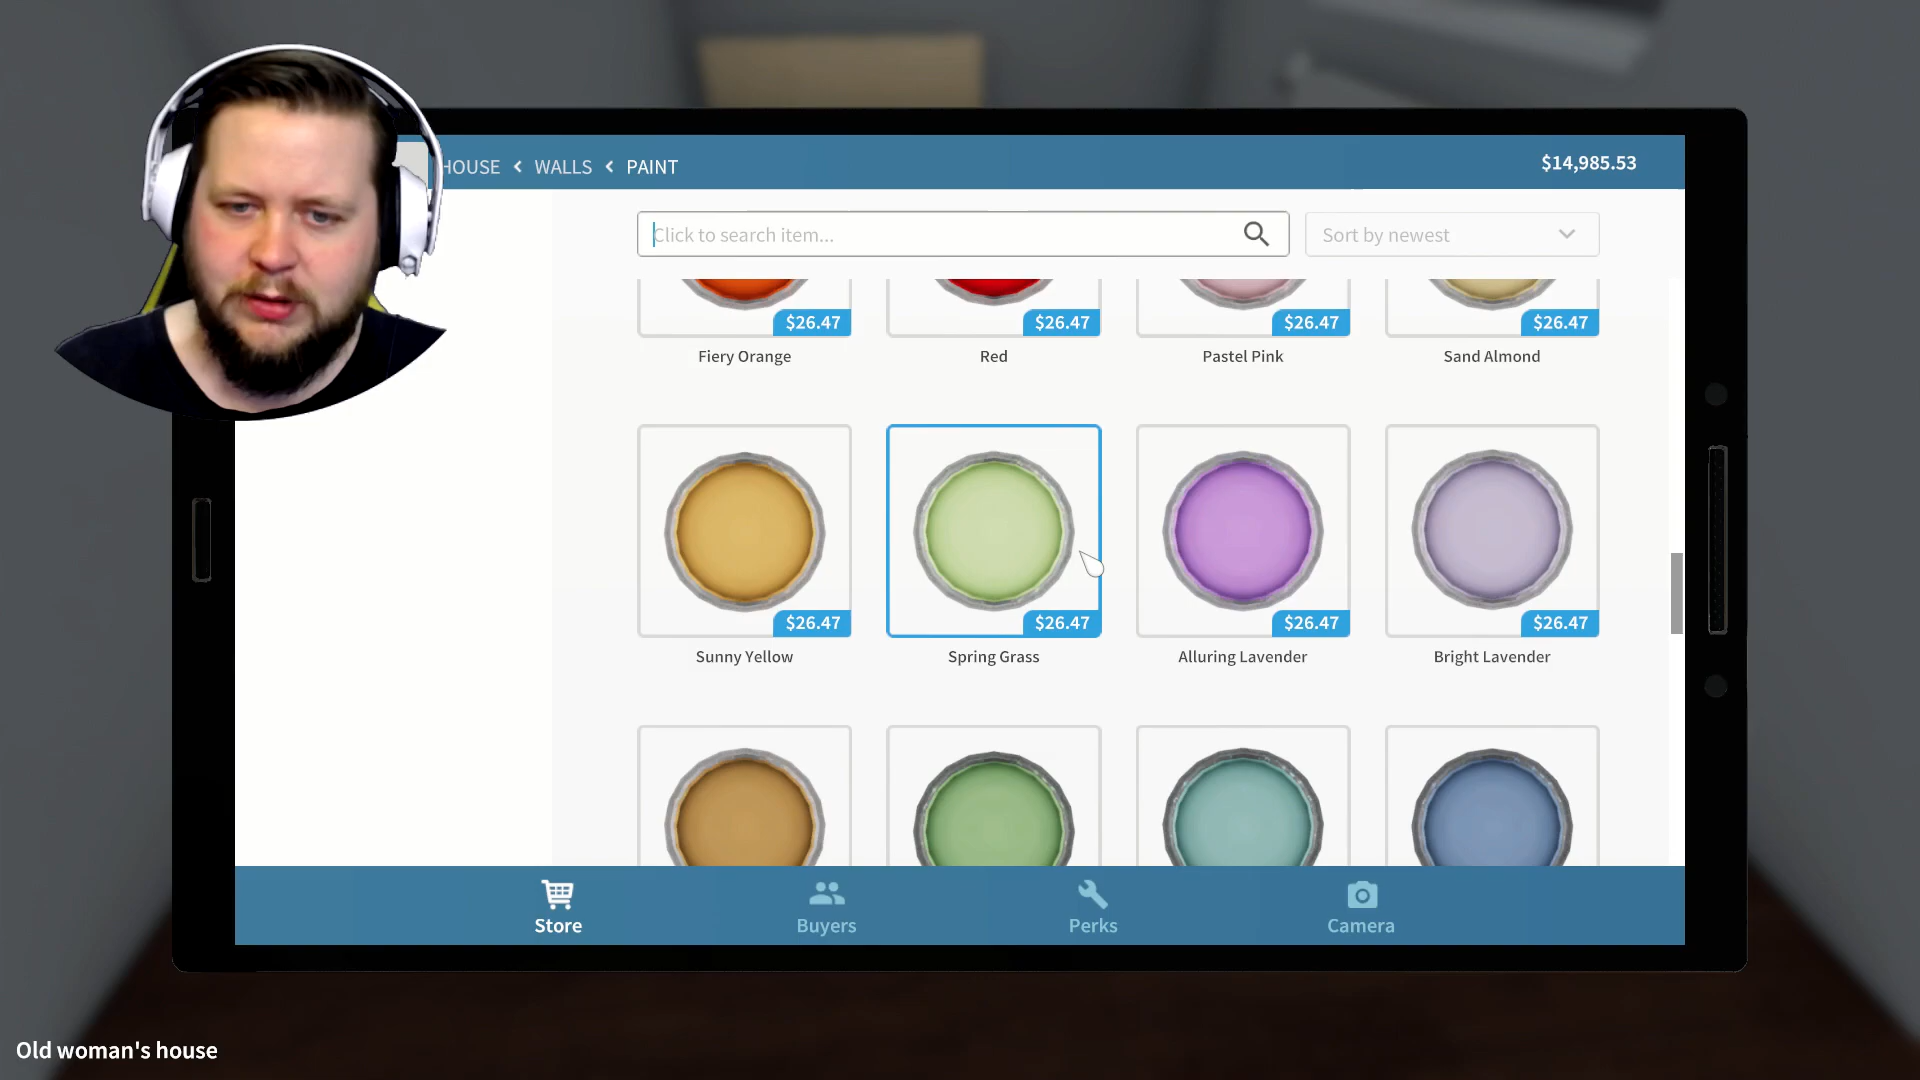 HOUSE < WALLS < PAINT
$14,985.53
Click to search item...
Sort by newest
$26.47 $26.47 $26.47 $26.47
Fiery Orange Red Pastel Pink Sand Almond
$26.47 $26.47 $26.47 $26.47
Sunny Yellow Spring Grass Alluring Lavender Bright Lavender
Store Buyers Perks Camera
Old woman's house